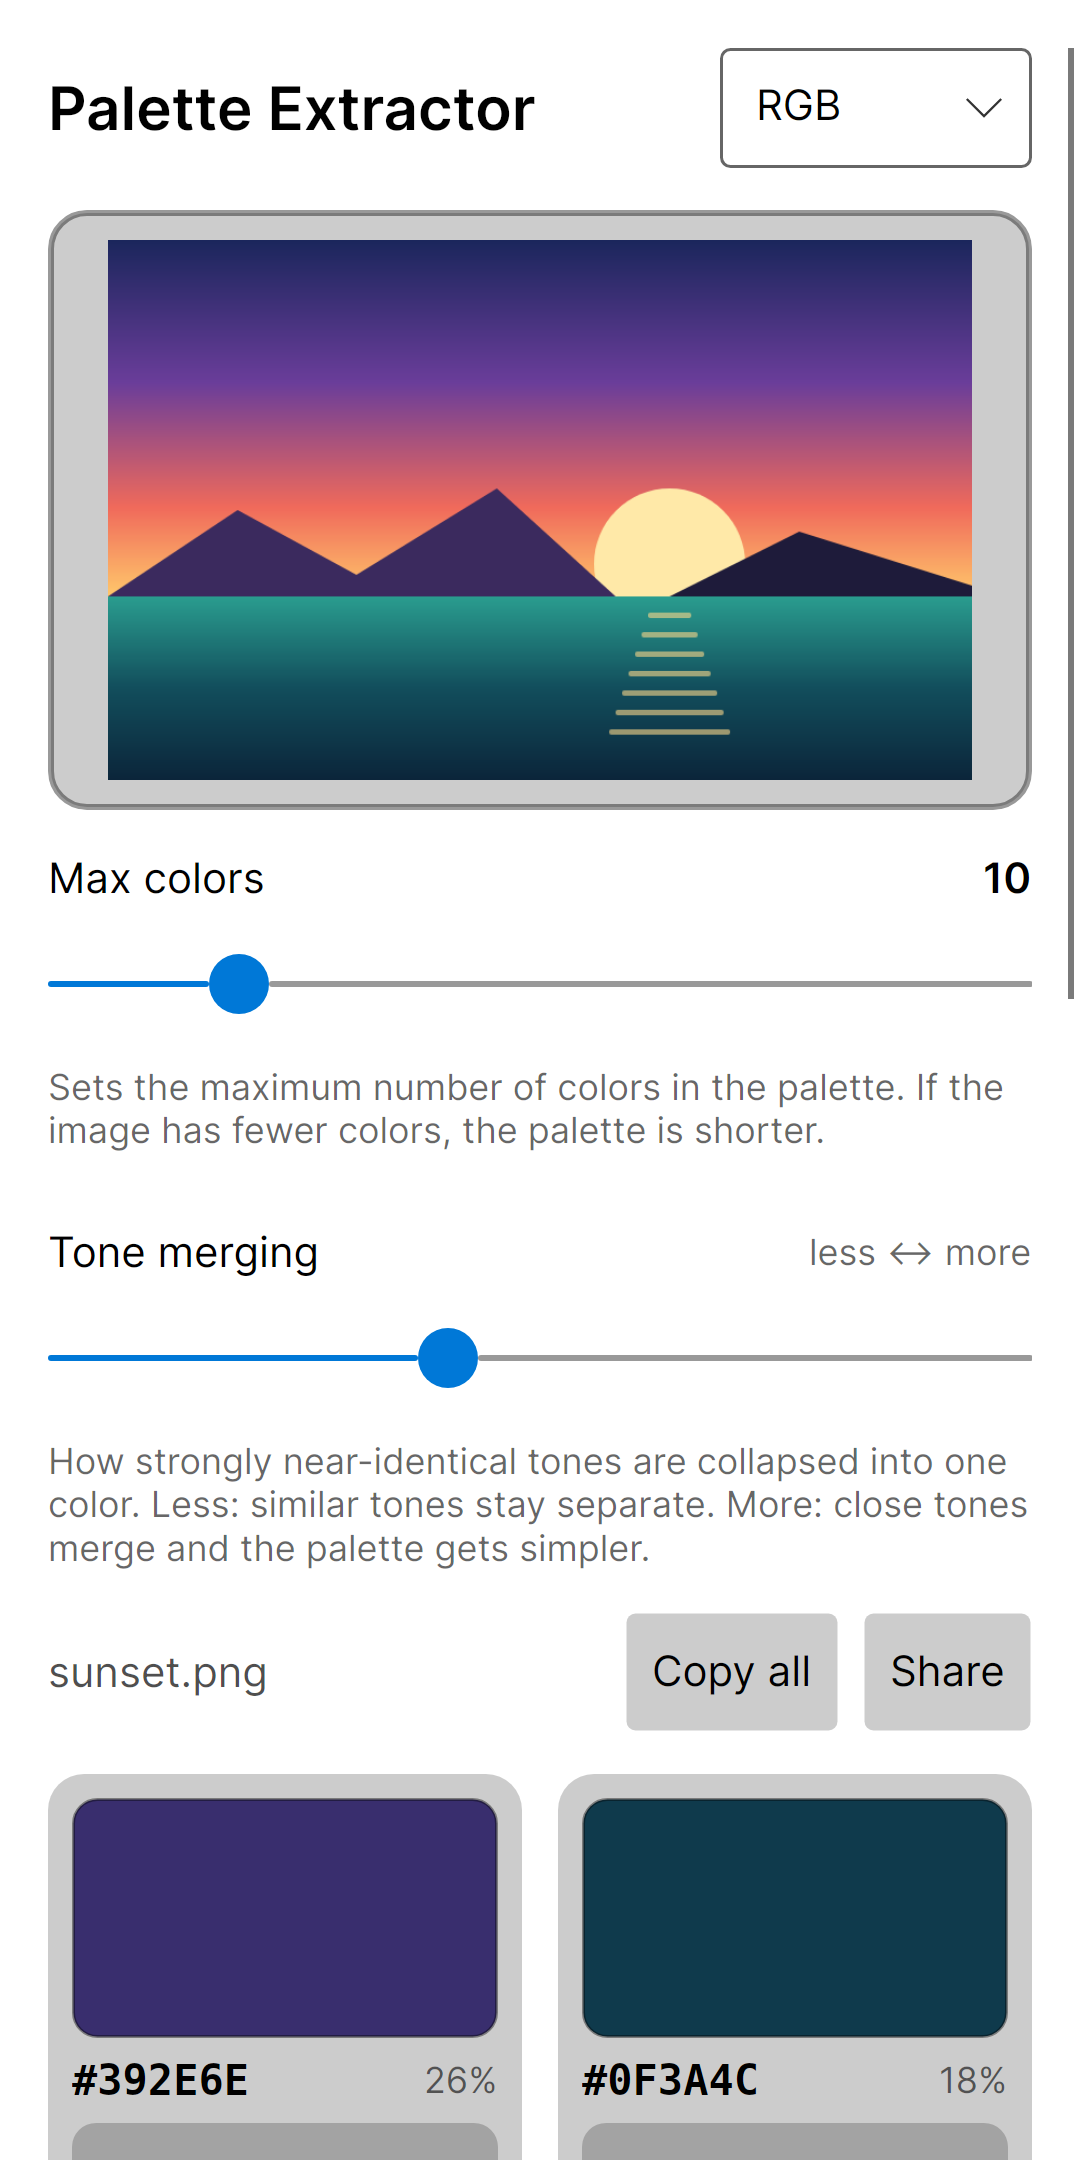 Palette Extractor
RGB
Max colors
10
Sets the maximum number of colors in the palette. If the
image has fewer colors, the palette is shorter.
Tone merging
less ↔ more
How strongly near-identical tones are collapsed into one
color. Less: similar tones stay separate. More: close tones
merge and the palette gets simpler.
sunset.png
Copy all
Share
#392E6E
26%
#0F3A4C
18%